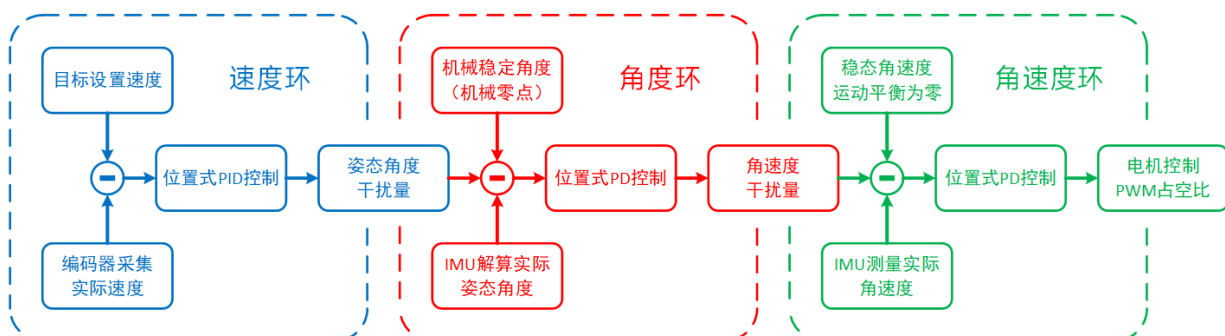 速度环
目标设置速度
位置式PID控制
姿态角度
干扰量
编码器采集
实际速度
角度环
机械稳定角度
（机械零点）
位置式PD控制
角速度
干扰量
IMU解算实际
姿态角度
角速度环
稳态角速度
运动平衡为零
位置式PD控制
电机控制
PWM占空比
IMU测量实际
角速度